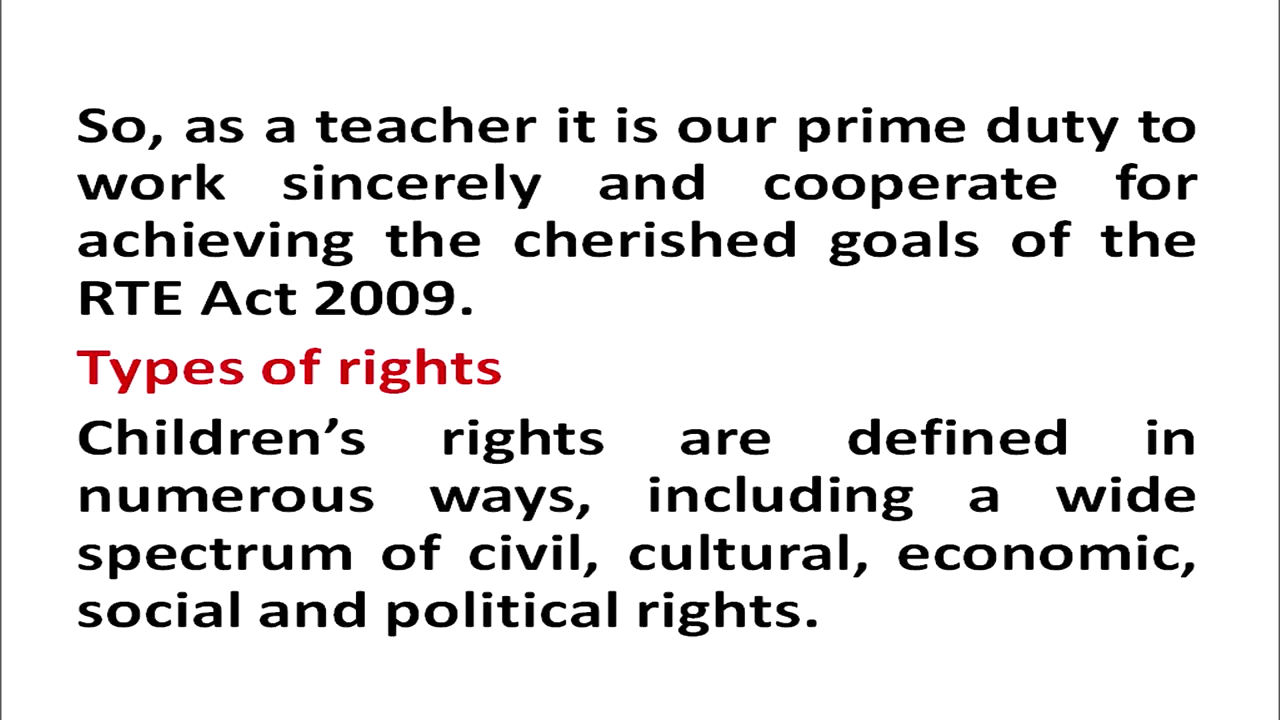 So, as a teacher it is our prime duty to
work sincerely and cooperate for
achieving the cherished goals of the
RTE Act 2009.
Types of rights
Children’s rights are defined in
numerous ways, including a wide
spectrum of civil, cultural, economic,
social and political rights.